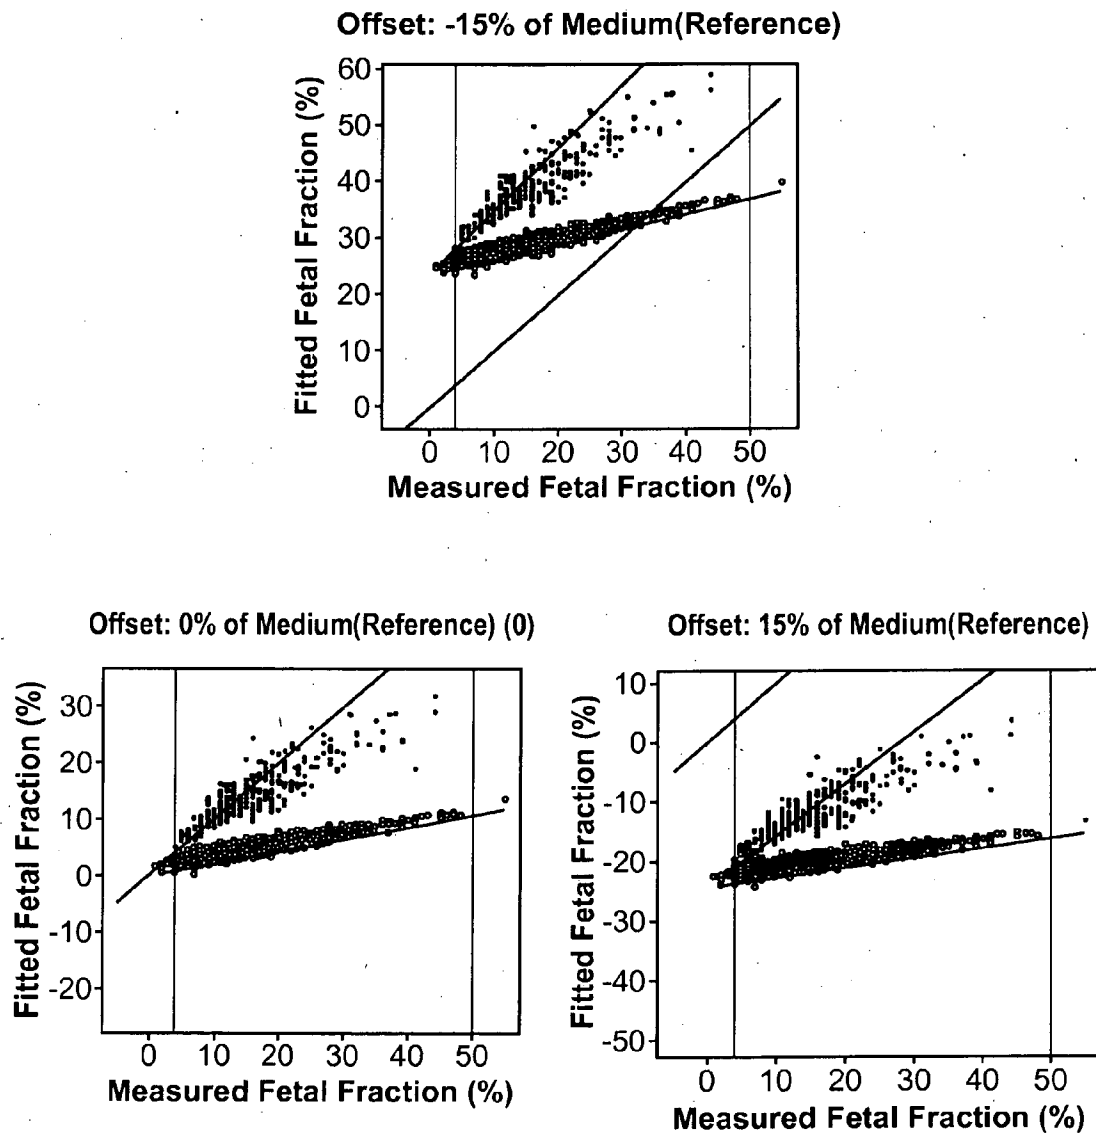 Offset: -15% of Medium(Reference)
60
50
40
30
20
10
0
Fitted Fetal Fraction (%)
0 10 20 30 40 50
Measured Fetal Fraction (%)
Offset: 0% of Medium(Reference) (0)
30
20
10
0
-10
-20
Fitted Fetal Fraction (%)
0 10 20 30 40 50
Measured Fetal Fraction (%)
Offset: 15% of Medium(Reference)
10
0
-10
-20
-30
-40
-50
Fitted Fetal Fraction (%)
0 10 20 30 40 50
Measured Fetal Fraction (%)